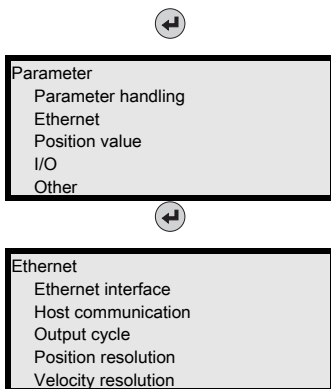 Parameter
Parameter handling
Ethernet
Position value
I/O
Other
Ethernet
Ethernet interface
Host communication
Output cycle
Position resolution
Velocity resolution